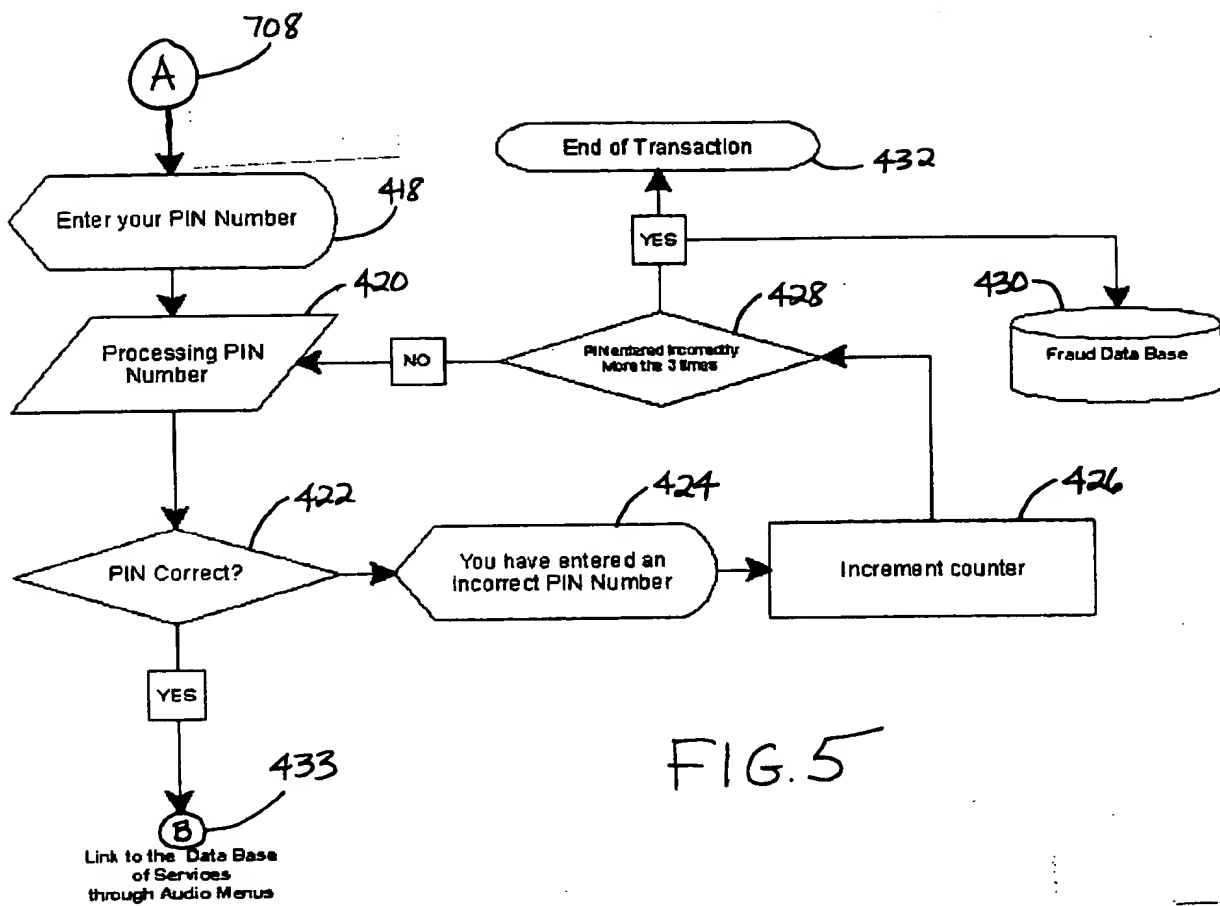 708
A
End of Transaction
432
Enter your PIN Number
418
YES
420
428
430
Processing PIN
Number
NO
PIN entered Incorrectly
More the 3 times
Fraud Data Base
422
424
426
PIN Correct?
You have entered an
Incorrect PIN Number
Increment counter
YES
FIG. 5
433
B
Link to the Data Base
of Services
through Audio Menus